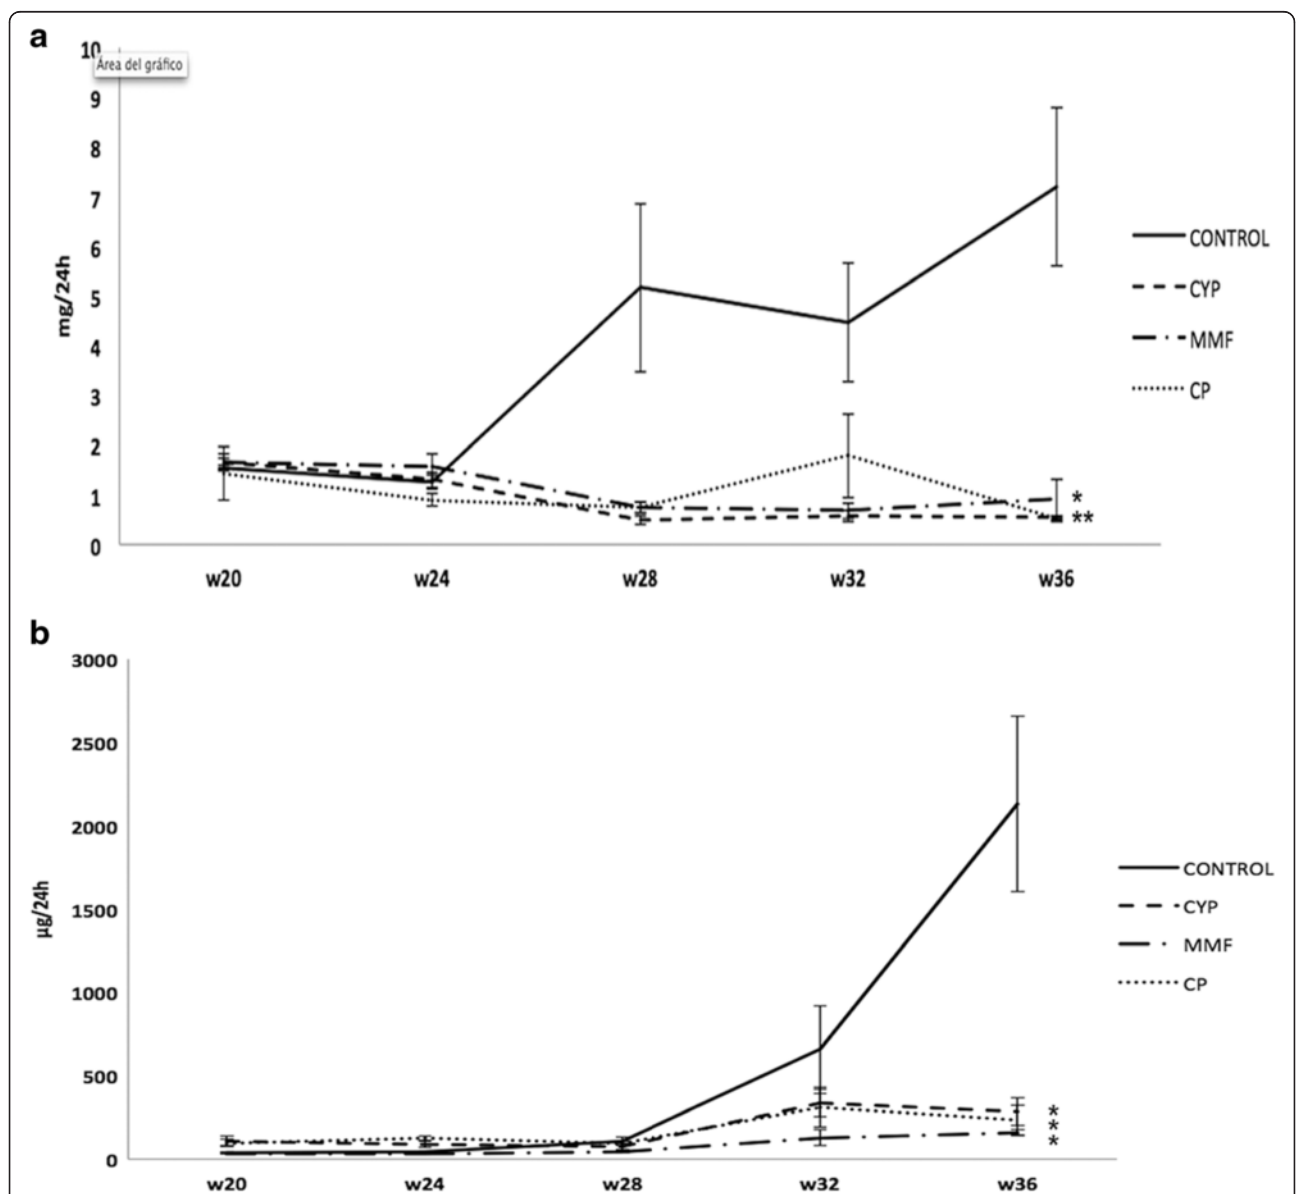 a
10
Área del gráfico
9
8
7
6
5
4
3
2
1
0
mg/24h
CONTROL
CYP
MMF
CP
*
**
w20 w24 w28 w32 w36
b
3000
2500
2000
1500
1000
500
0
µg/24h
CONTROL
CYP
MMF
CP
*
*
*
w20 w24 w28 w32 w36